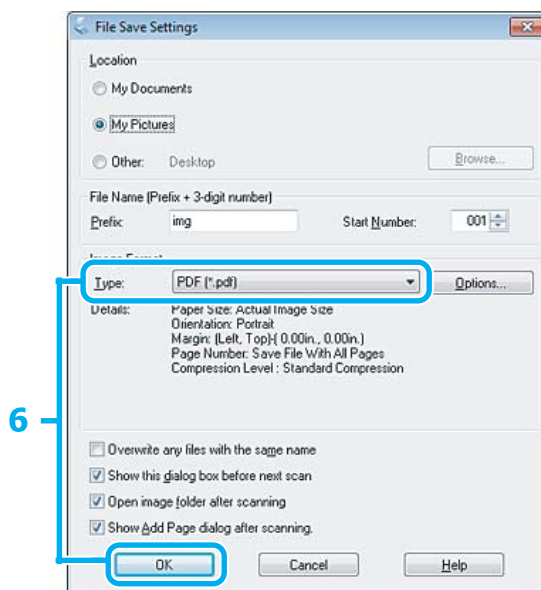 File Save Settings
Location
My Documents
My Pictures
Other: Desktop Browse...
File Name (Prefix + 3-digit number)
Prefix: img Start Number: 001
Image Format
Type: PDF (*.pdf) Options...
Details: Paper Size: Actual Image Size
Orientation: Portrait
Margin: (Left, Top)-( 0.00in., 0.00in.)
Page Number: Save File With All Pages
Compression Level : Standard Compression
6
Overwrite any files with the same name
Show this dialog box before next scan
Open image folder after scanning
Show Add Page dialog after scanning.
OK Cancel Help